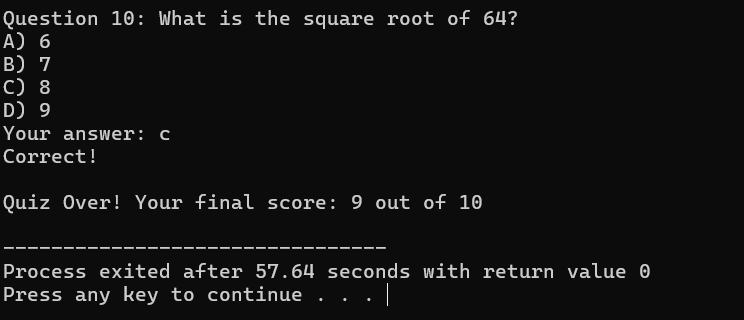 Question 10: What is the square root of 64?
A) 6
B) 7
C) 8
D) 9
Your answer: c
Correct!
Quiz Over! Your final score: 9 out of 10
--------------------------------
Process exited after 57.64 seconds with return value 0
Press any key to continue . . .